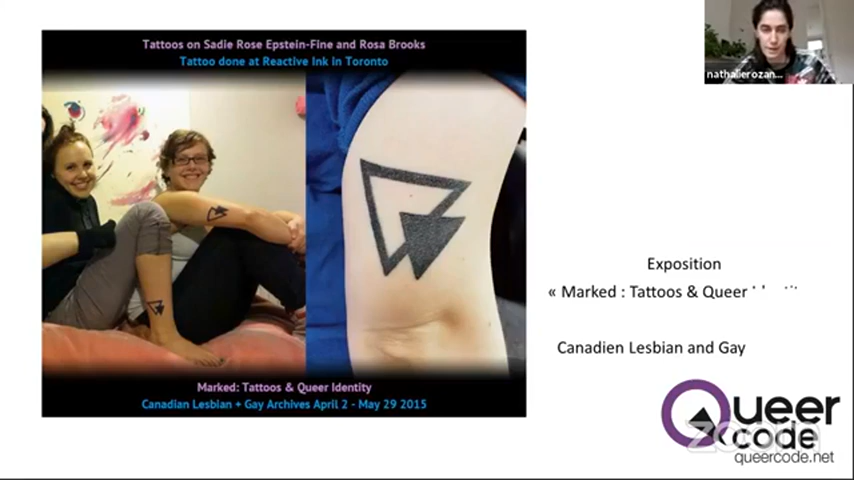 Tattoos on Sadie Rose Epstein-Fine and Rosa Brooks
Tattoo done at Reactive Ink in Toronto
nathalierozan...
Exposition
« Marked : Tattoos & Queer
Canadien Lesbian and Gay
Marked: Tattoos & Queer Identity
Canadian Lesbian + Gay Archives April 2 - May 29 2015
Queer
code
zoom
queercode.net